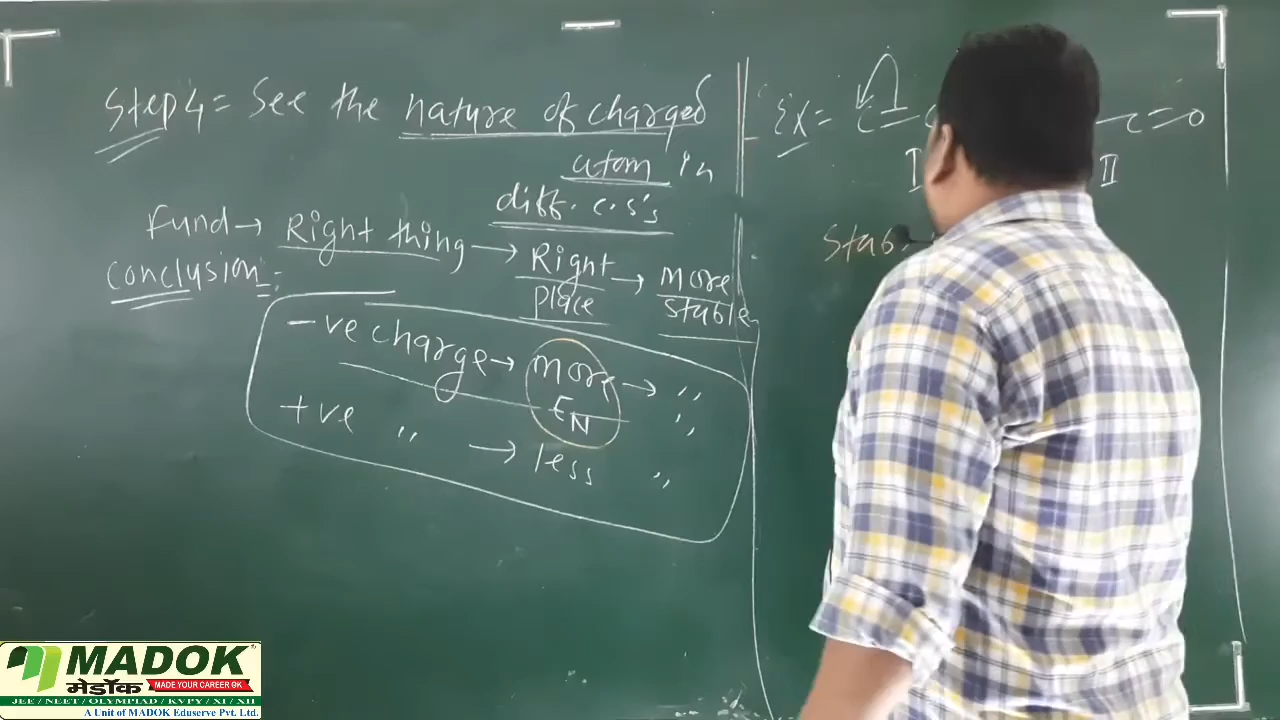 Step 4 = See the nature of charged
atom in
diff. c.s's
Fund → Right thing → Right place → more stable
Conclusion:
-ve charge → more EN → ,,
+ve ,, → less ,,
Ex =
c=o
I II
Stab.
MADOK
मेडॉक MADE YOUR CAREER GK
JEE / NEET / OLYMPIAD / KVPY / XI / XII
A Unit of MADOK Eduserve Pvt. Ltd.